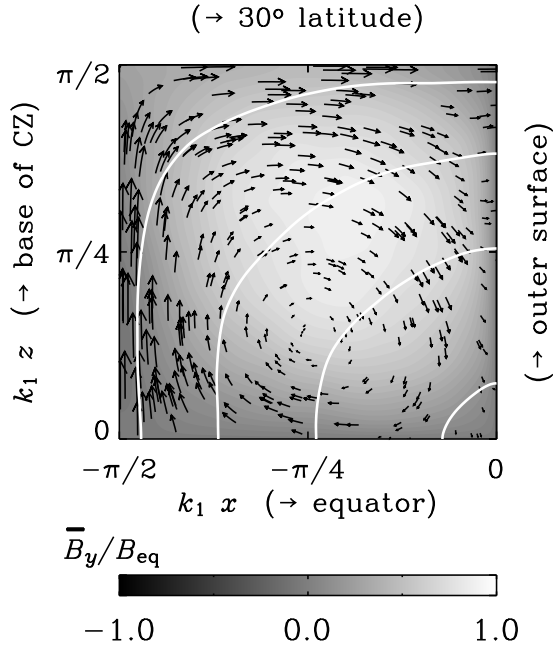 (→ 30° latitude)
π/2
π/4
0
k₁ z (→ base of CZ)
(→ outer surface)
−π/2 −π/4 0
k₁ x (→ equator)
B̅y/Beq
−1.0 0.0 1.0